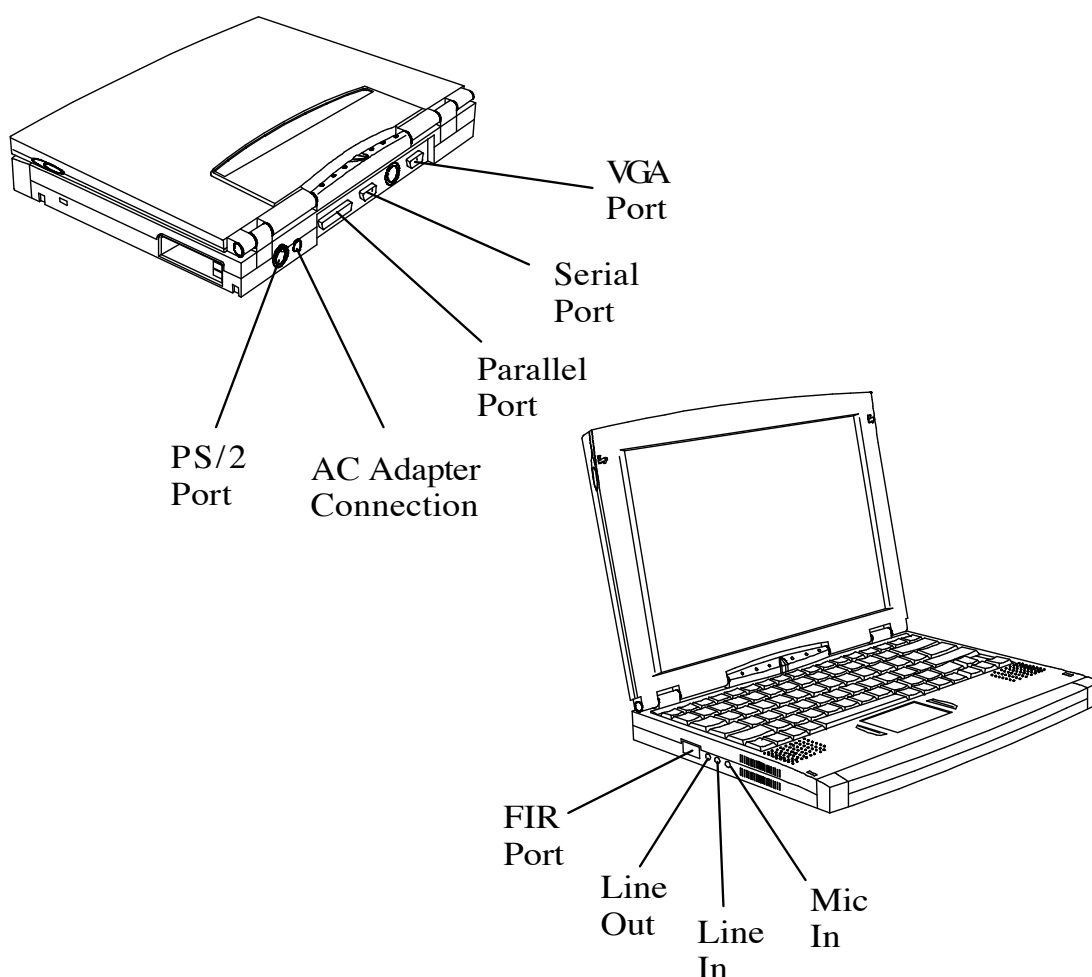 VGA
Port
Serial
Port
Parallel
Port
PS/2
Port
AC Adapter
Connection
FIR
Port
Line
Out
Line
In
Mic
In